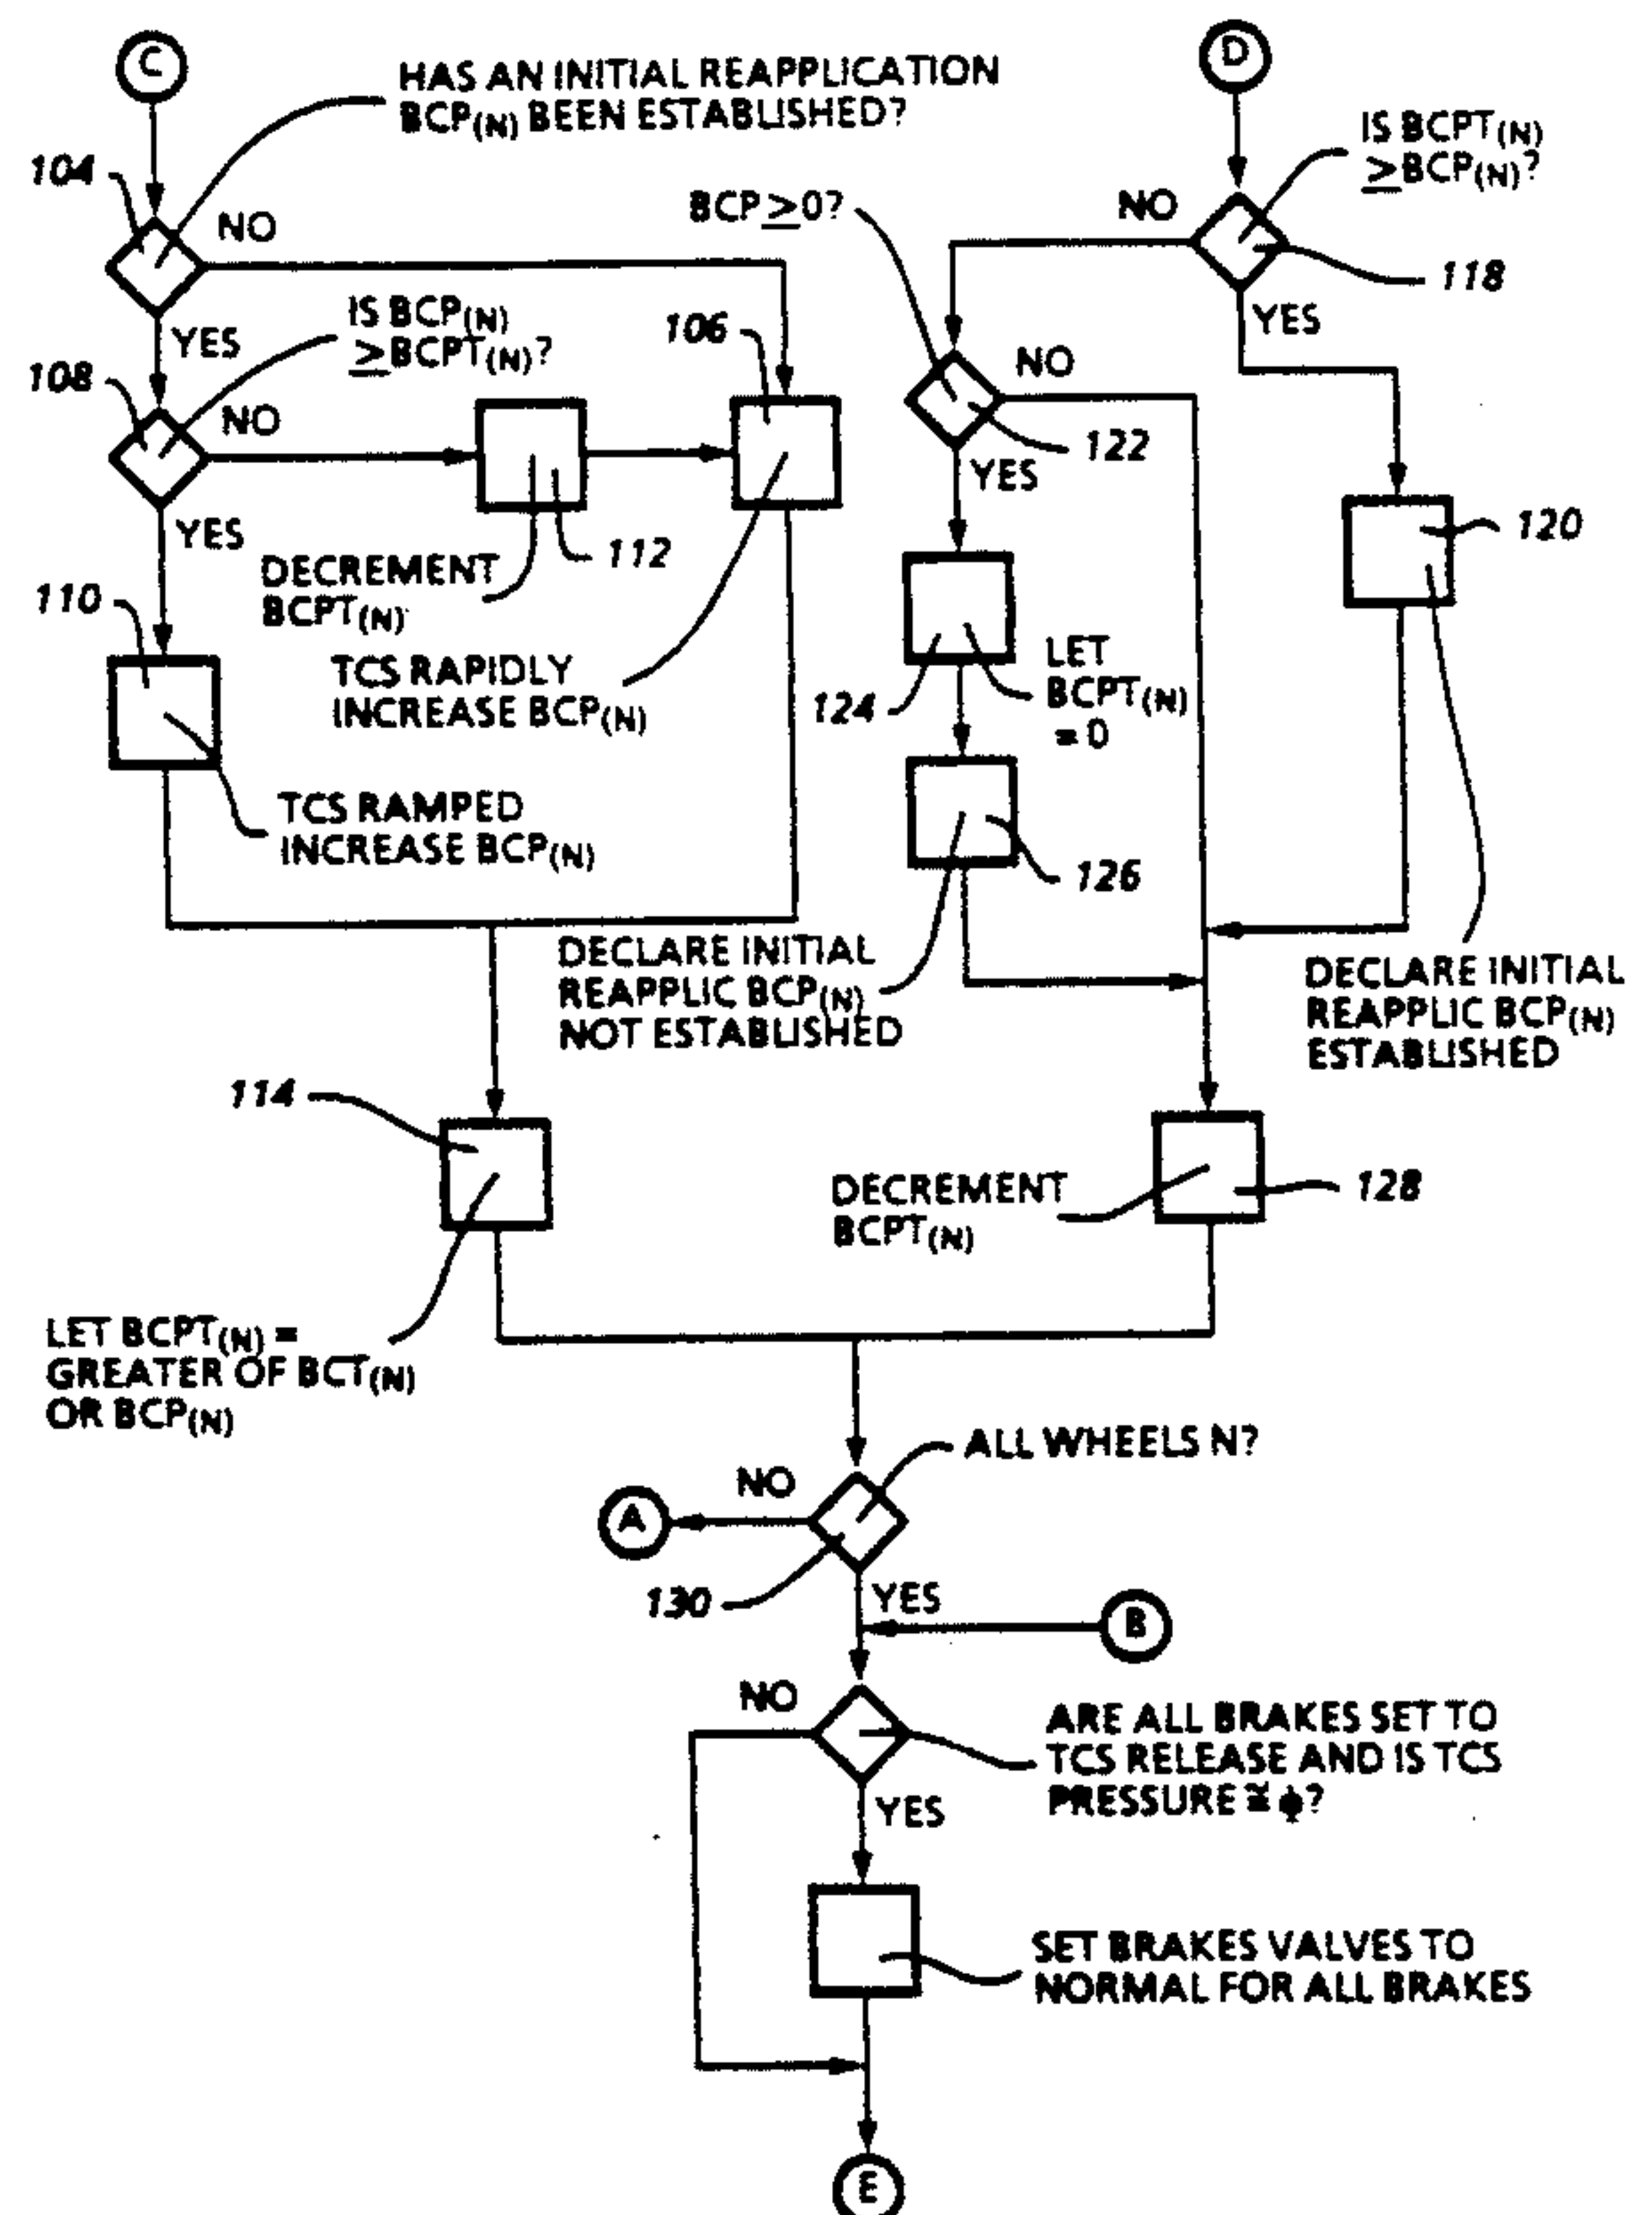 C
D
HAS AN INITIAL REAPPLICATION
BCP(N) BEEN ESTABLISHED?
IS BCPT(N)
≥BCP(N)?
104
NO
BCP≥0?
NO
118
YES
IS BCP(N)
≥BCPT(N)?
106
YES
108
NO
NO
122
YES
YES
120
DECREMENT
BCPT(N)
112
110
TCS RAPIDLY
INCREASE BCP(N)
LET
BCPT(N)
= 0
124
TCS RAMPED
INCREASE BCP(N)
126
DECLARE INITIAL
REAPPLIC BCP(N)
NOT ESTABLISHED
DECLARE INITIAL
REAPPLIC BCP(N)
ESTABLISHED
114
DECREMENT
BCPT(N)
128
LET BCPT(N) =
GREATER OF BCT(N)
OR BCP(N)
ALL WHEELS N?
NO
A
130
YES
B
NO
ARE ALL BRAKES SET TO
TCS RELEASE AND IS TCS
PRESSURE ≅ ϕ?
YES
SET BRAKES VALVES TO
NORMAL FOR ALL BRAKES
E